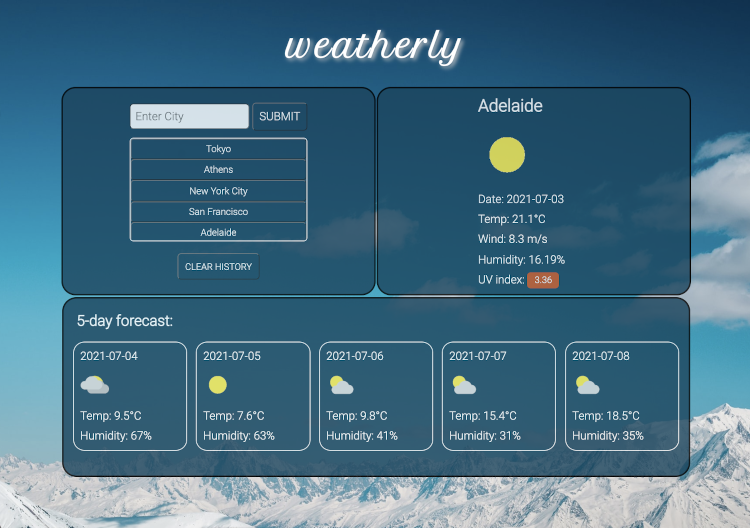 weatherly
Enter City
SUBMIT
Tokyo
Athens
New York City
San Francisco
Adelaide
CLEAR HISTORY
Adelaide
Date: 2021-07-03
Temp: 21.1°C
Wind: 8.3 m/s
Humidity: 16.19%
UV index: 3.36
5-day forecast:
2021-07-04
Temp: 9.5°C
Humidity: 67%
2021-07-05
Temp: 7.6°C
Humidity: 63%
2021-07-06
Temp: 9.8°C
Humidity: 41%
2021-07-07
Temp: 15.4°C
Humidity: 31%
2021-07-08
Temp: 18.5°C
Humidity: 35%